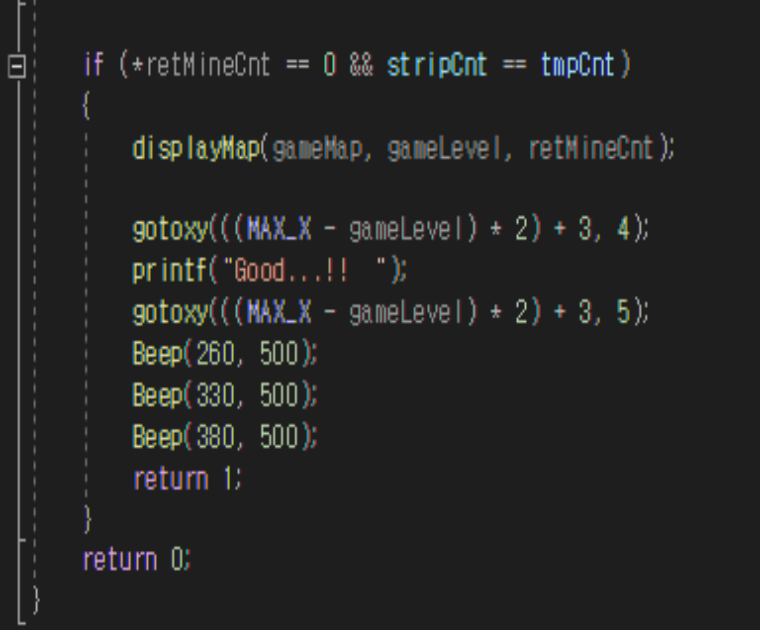 if (*retMineCnt == 0 && stripCnt == tmpCnt)
{
displayMap(gameMap, gameLevel, retMineCnt);
gotoxy(((MAX_X - gameLevel) * 2) + 3, 4);
printf("Good...!!  ");
gotoxy(((MAX_X - gameLevel) * 2) + 3, 5);
Beep(260, 500);
Beep(330, 500);
Beep(380, 500);
return 1;
}
return 0;
}